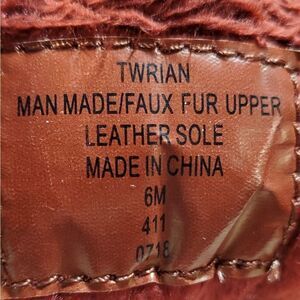 TWRIAN
MAN MADE/FAUX FUR UPPER
LEATHER SOLE
MADE IN CHINA
6M
411
0718